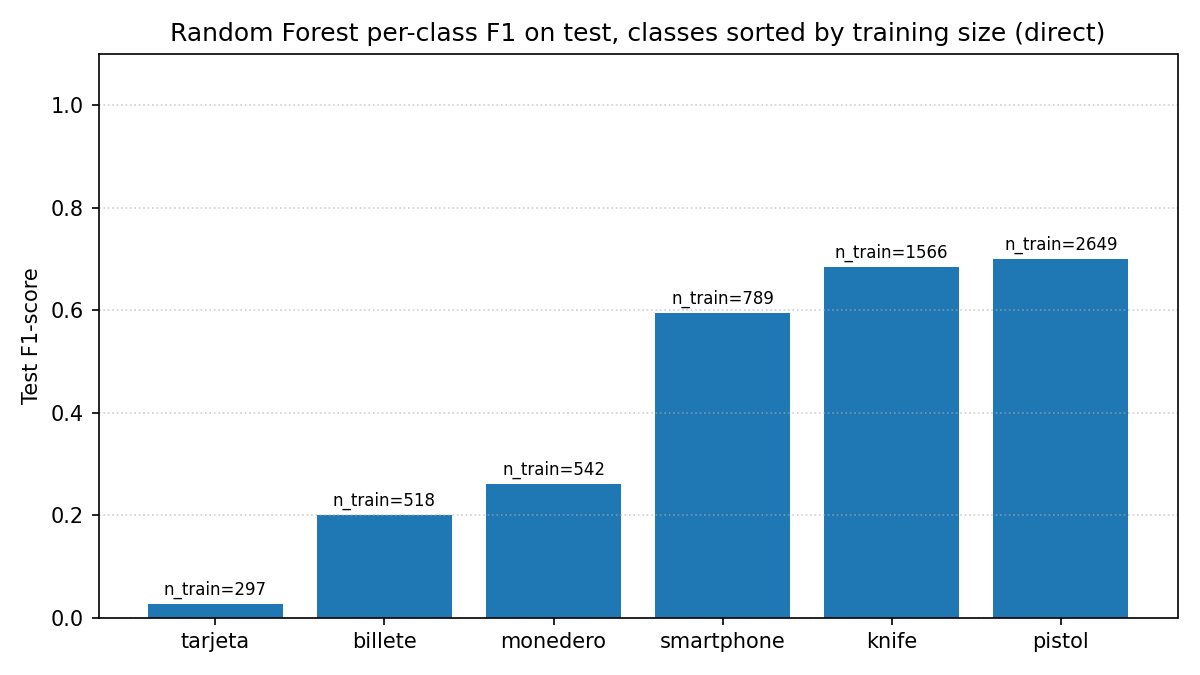 Random Forest per-class F1 on test, classes sorted by training size (direct)
Test F1-score
1.0
0.8
0.6
0.4
0.2
0.0
n_train=297
n_train=518
n_train=542
n_train=789
n_train=1566
n_train=2649
tarjeta
billete
monedero
smartphone
knife
pistol